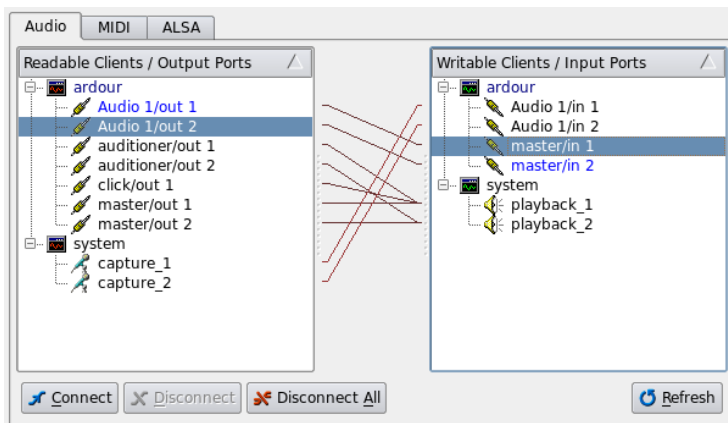 Audio MIDI ALSA
Readable Clients / Output Ports
ardour
Audio 1/out 1
Audio 1/out 2
auditioner/out 1
auditioner/out 2
click/out 1
master/out 1
master/out 2
system
capture_1
capture_2
Writable Clients / Input Ports
ardour
Audio 1/in 1
Audio 1/in 2
master/in 1
master/in 2
system
playback_1
playback_2
Connect Disconnect Disconnect All Refresh